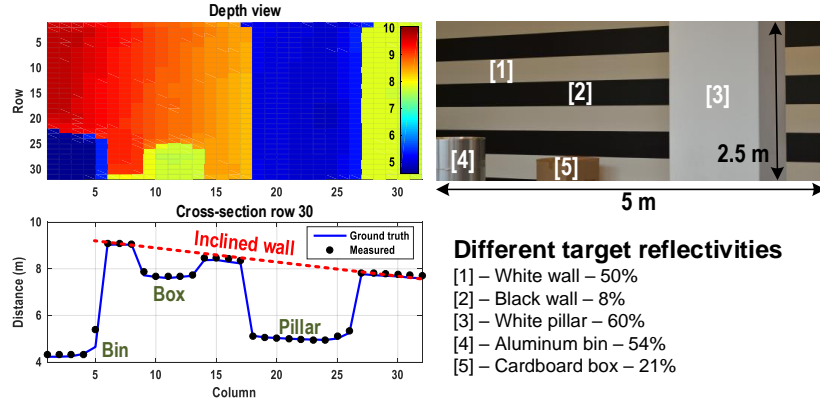 Depth view
Row
5
10
15
20
25
30
5
10
15
20
25
30
10
9
8
7
6
5
[1]
[2]
[3]
[4]
[5]
2.5 m
5 m
Cross-section row 30
Distance (m)
10
8
6
4
Inclined wall
Ground truth
Measured
Box
Pillar
Bin
5
10
15
20
25
30
Column
Different target reflectivities
[1] – White wall – 50%
[2] – Black wall – 8%
[3] – White pillar – 60%
[4] – Aluminum bin – 54%
[5] – Cardboard box – 21%